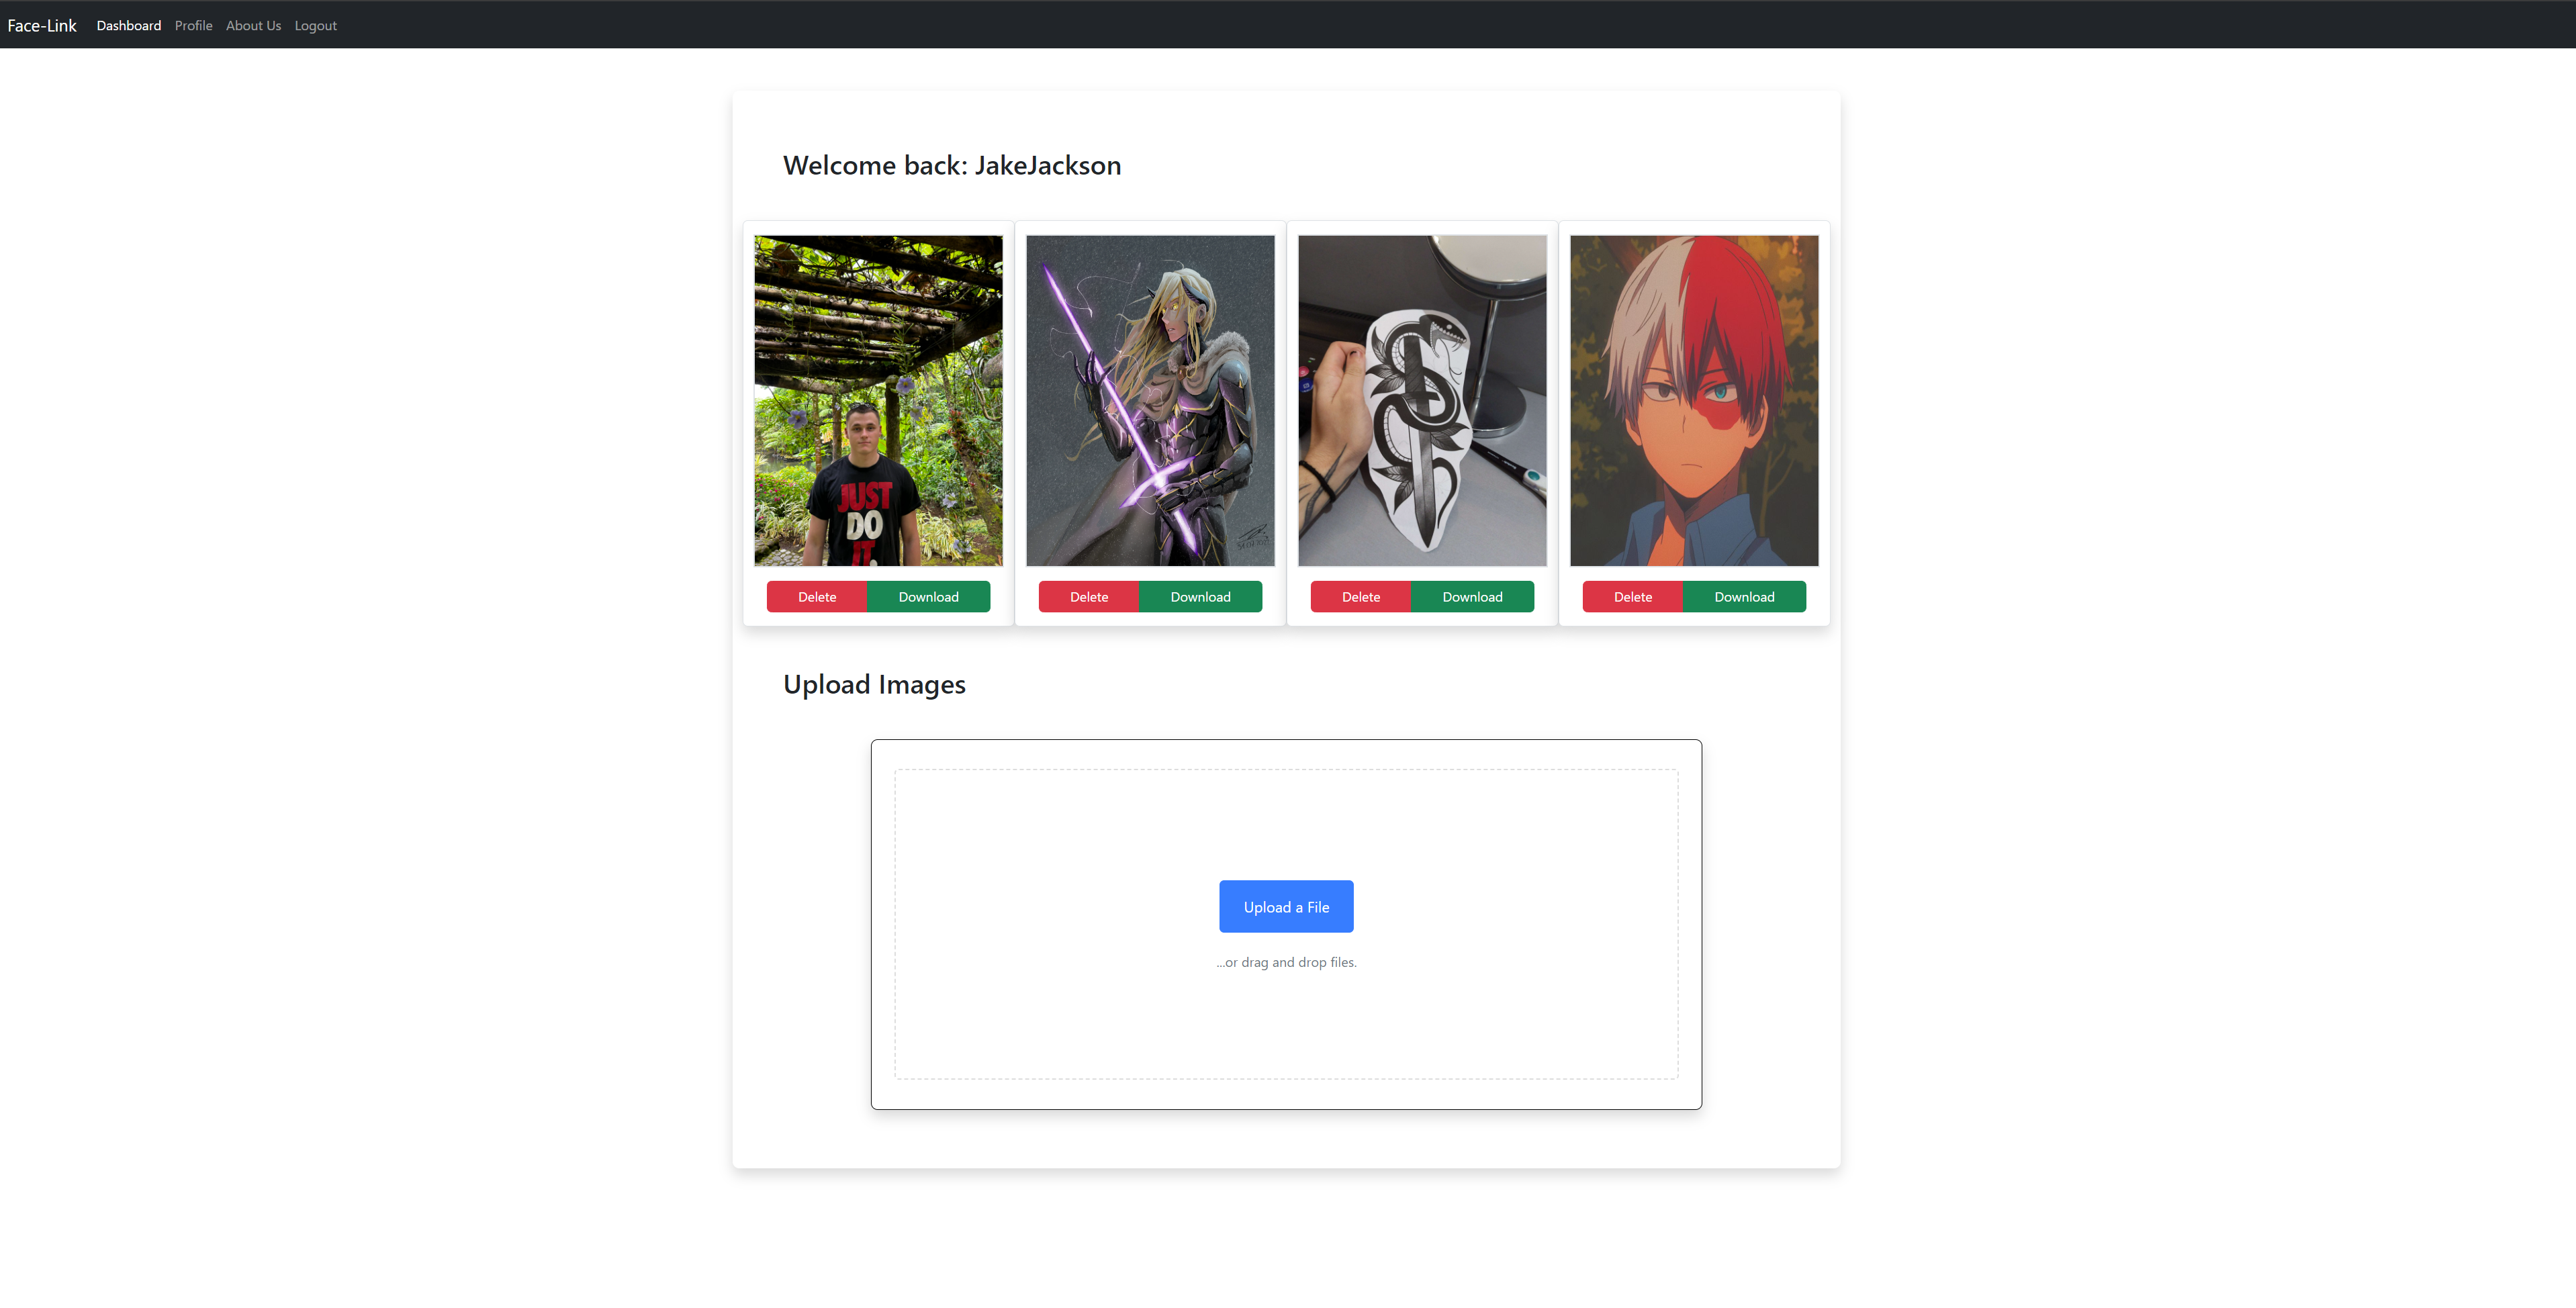 Face-Link Dashboard Profile About Us Logout
Welcome back: JakeJackson
JUST
DO
IT.
Delete Download Delete Download Delete Download Delete Download
Upload Images
Upload a File
...or drag and drop files.